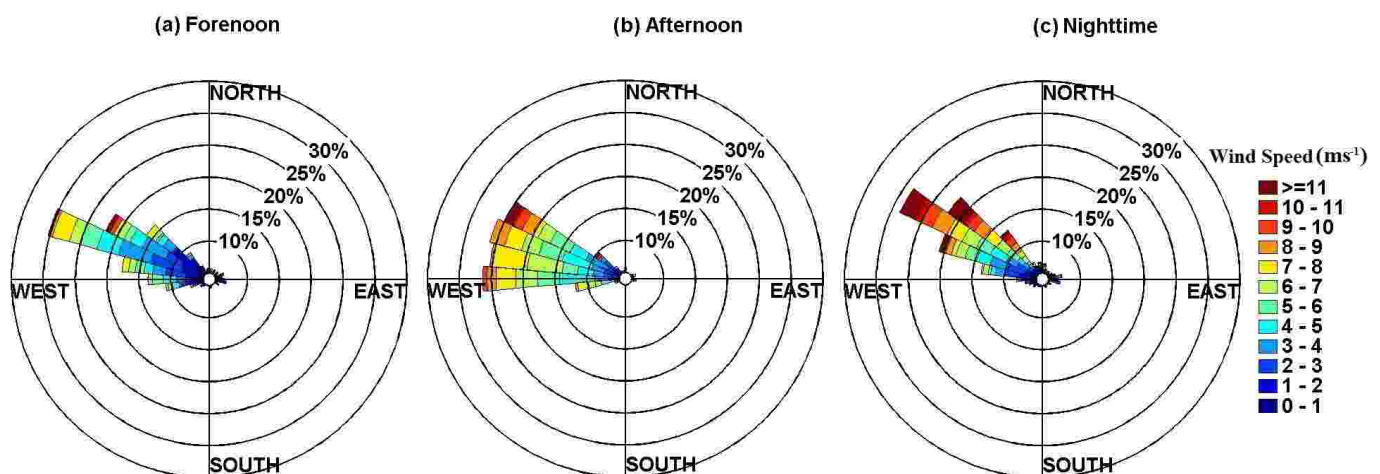 (a) Forenoon
(b) Afternoon
(c) Nighttime
NORTH
30%
25%
20%
15%
10%
WEST
EAST
SOUTH
NORTH
30%
25%
20%
15%
10%
WEST
EAST
SOUTH
NORTH
30%
25%
20%
15%
10%
WEST
EAST
SOUTH
Wind Speed (ms⁻¹)
>=11
10 - 11
9 - 10
8 - 9
7 - 8
6 - 7
5 - 6
4 - 5
3 - 4
2 - 3
1 - 2
0 - 1